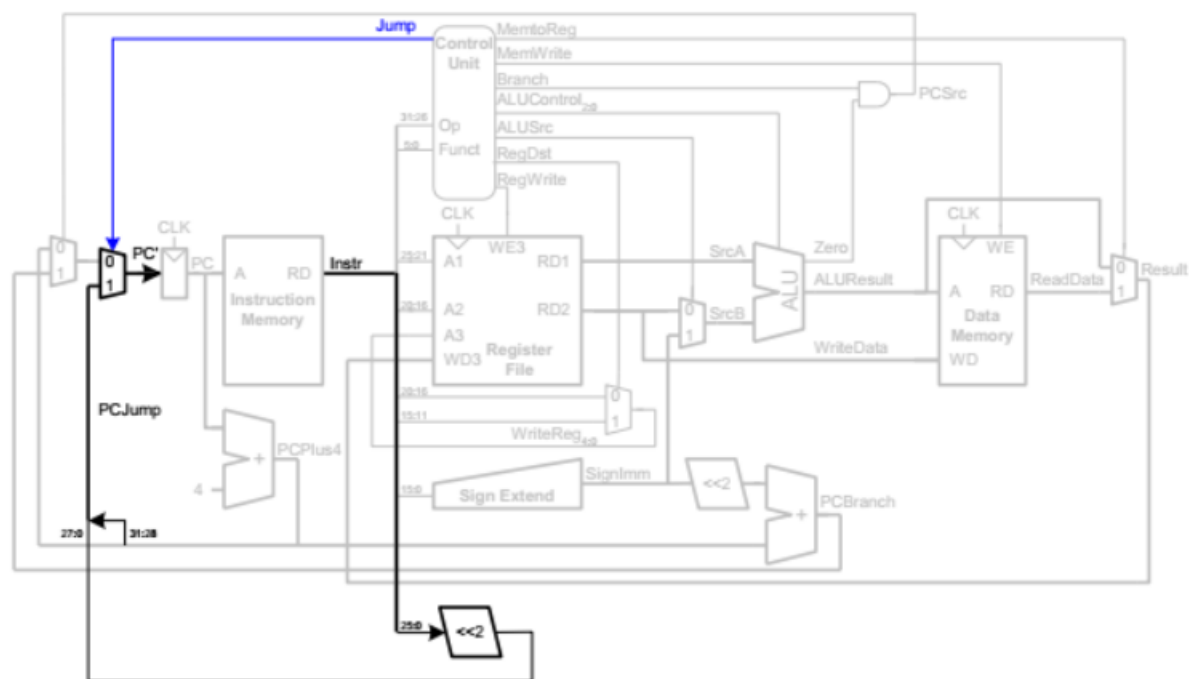 Jump
MemtoReg
Control
Unit
MemWrite
Branch
PCSrc
ALUControl2:0
31:26
Op
ALUSrc
5:0
Funct
RegDst
RegWrite
CLK
CLK
CLK
0
1
0
1
PC'
PC
A
RD
Instruction
Memory
Instr
25:21
A1
WE3
RD1
20:16
A2
RD2
A3
WD3
Register
File
SrcA
0
1
SrcB
ALU
Zero
ALUResult
WriteData
A
RD
WE
Data
Memory
WD
ReadData
0
1
Result
PCJump
20:16
0
15:11
1
WriteReg4:0
PCPlus4
+
4
15:0
Sign Extend
SignImm
<<2
+
PCBranch
27:0
31:28
25:0
<<2